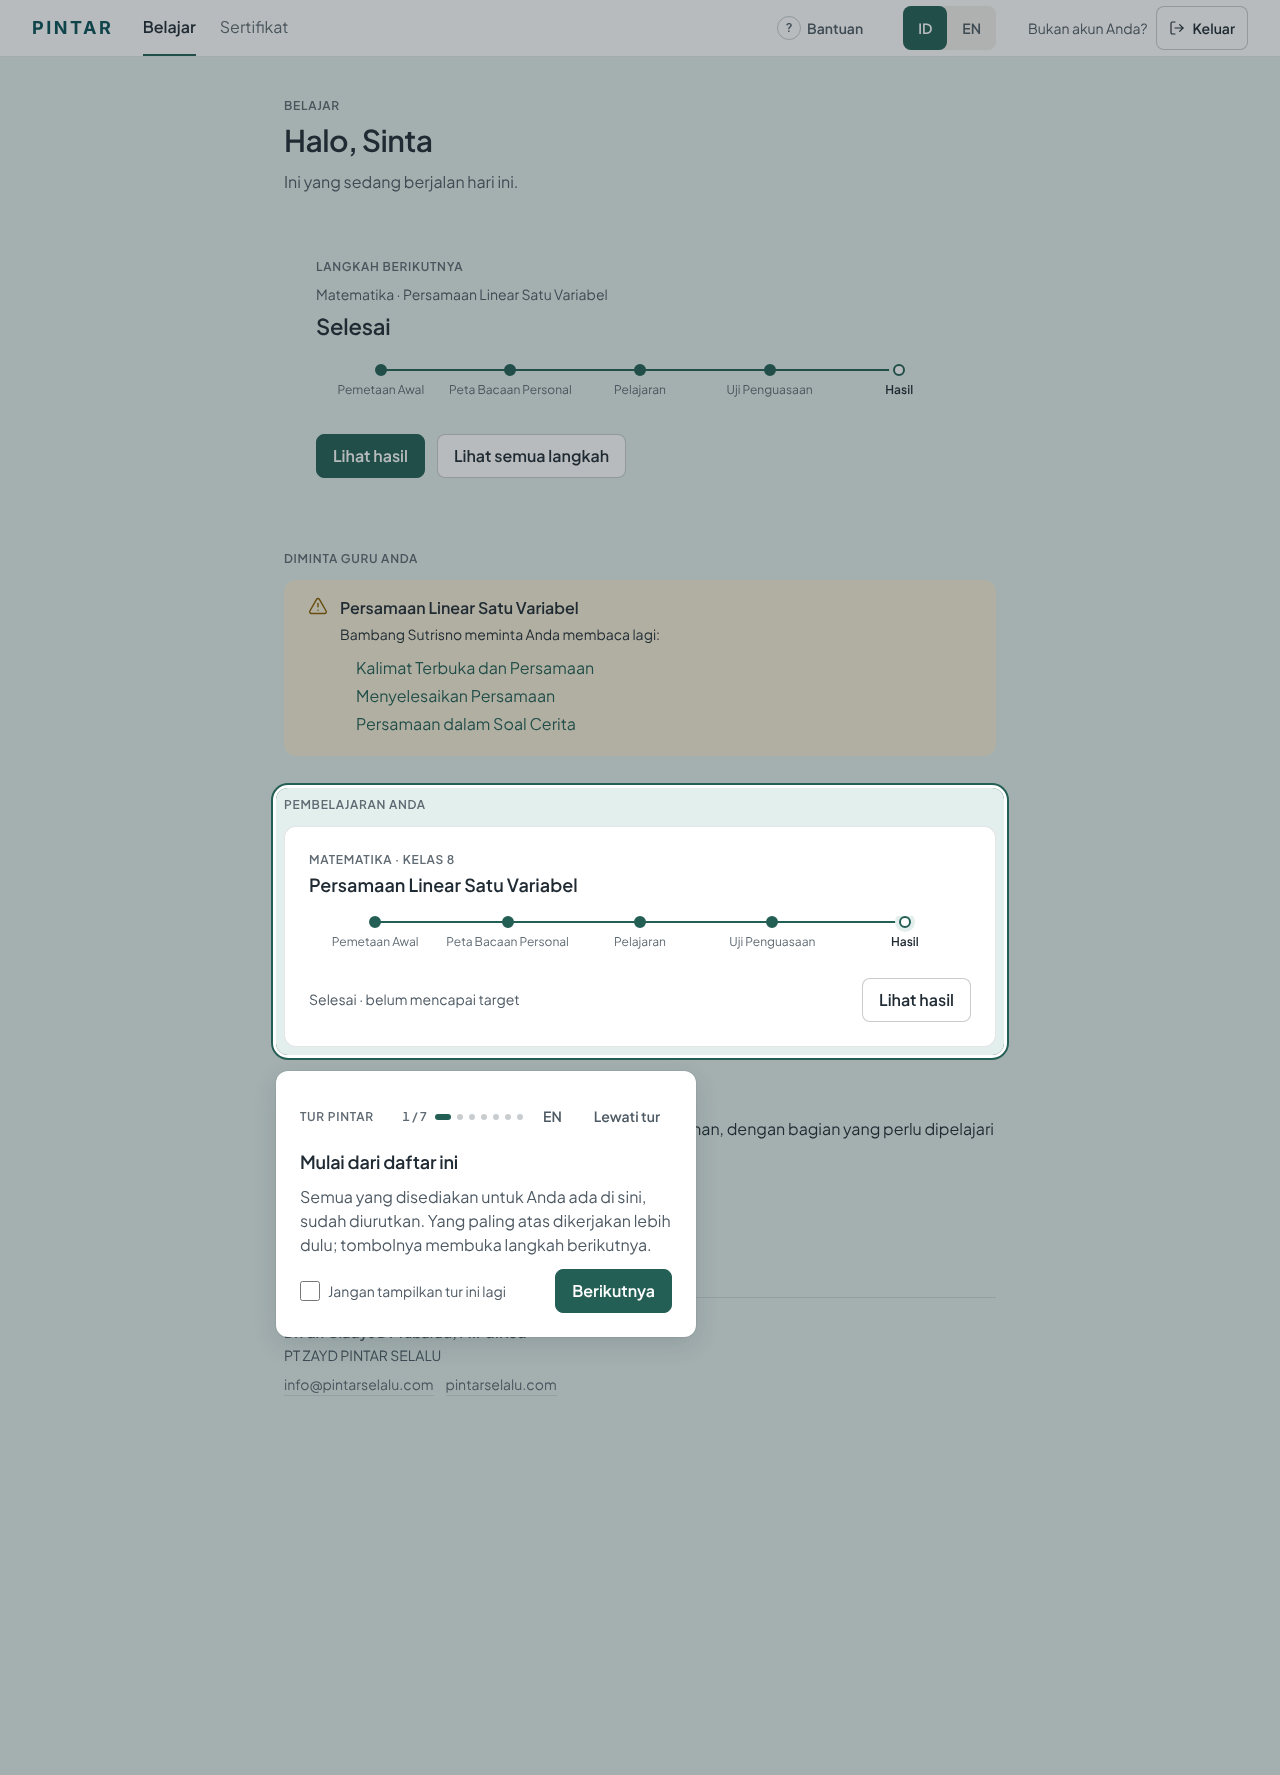 PINTAR
Belajar
Sertifikat
? Bantuan
ID
EN
Bukan akun Anda?
Keluar
BELAJAR
Halo, Sinta
Ini yang sedang berjalan hari ini.
LANGKAH BERIKUTNYA
Matematika · Persamaan Linear Satu Variabel
Selesai
Pemetaan Awal
Peta Bacaan Personal
Pelajaran
Uji Penguasaan
Hasil
Lihat hasil
Lihat semua langkah
DIMINTA GURU ANDA
Persamaan Linear Satu Variabel
Bambang Sutrisno meminta Anda membaca lagi:
Kalimat Terbuka dan Persamaan
Menyelesaikan Persamaan
Persamaan dalam Soal Cerita
PEMBELAJARAN ANDA
MATEMATIKA · KELAS 8
Persamaan Linear Satu Variabel
Pemetaan Awal
Peta Bacaan Personal
Pelajaran
Uji Penguasaan
Hasil
Selesai · belum mencapai target
Lihat hasil
TUR PINTAR
1/7
EN
Lewati tur
dengan bagian yang perlu dipelajari
Mulai dari daftar ini
Semua yang disediakan untuk Anda ada di sini,
sudah diurutkan. Yang paling atas dikerjakan lebih
dulu; tombolnya membuka langkah berikutnya.
Jangan tampilkan tur ini lagi
Berikutnya
PT ZAYD PINTAR SELALU
info@pintarselalu.com
pintarselalu.com